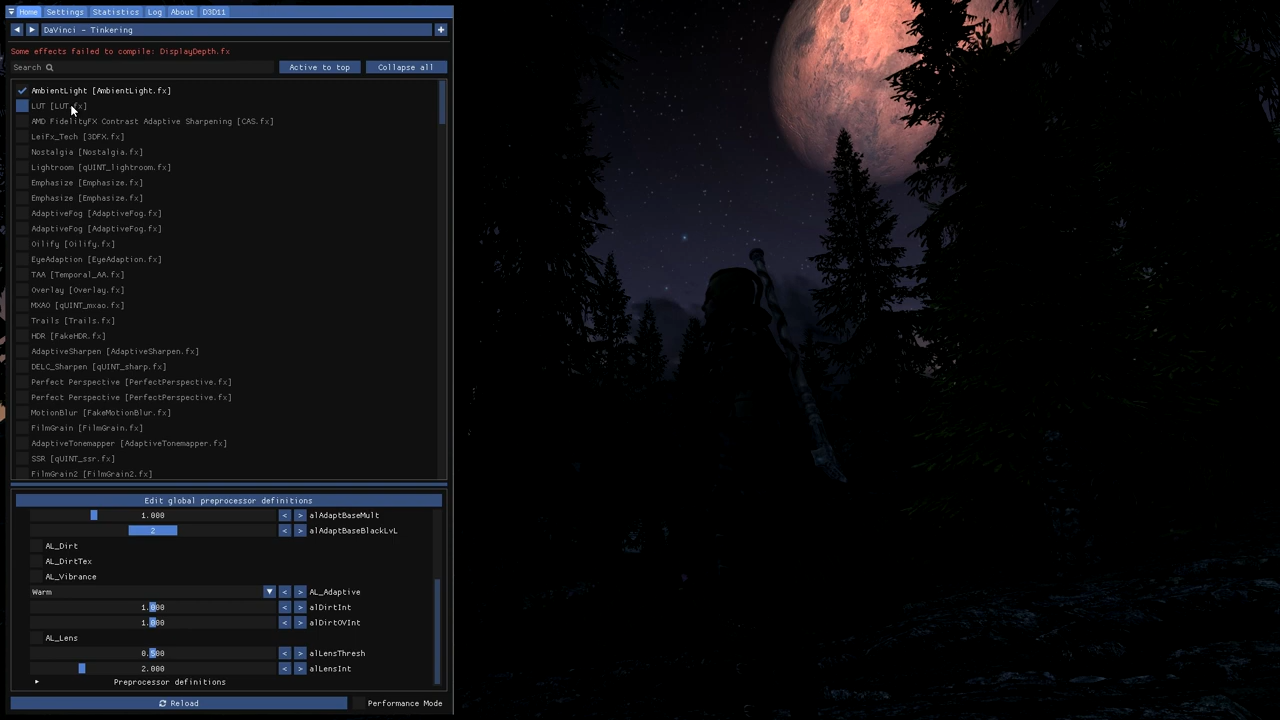 Home Settings Statistics Log About D3D11
DaVinci - Tinkering +
Some effects failed to compile: DisplayDepth.fx
Search Active to top Collapse all
AmbientLight [AmbientLight.fx]
LUT [LUT.fx]
AMD FidelityFX Contrast Adaptive Sharpening [CAS.fx]
LeiFx_Tech [3DFX.fx]
Nostalgia [Nostalgia.fx]
Lightroom [qUINT_lightroom.fx]
Emphasize [Emphasize.fx]
Emphasize [Emphasize.fx]
AdaptiveFog [AdaptiveFog.fx]
AdaptiveFog [AdaptiveFog.fx]
Oilify [Oilify.fx]
EyeAdaption [EyeAdaption.fx]
TAA [Temporal_AA.fx]
Overlay [Overlay.fx]
MXAO [qUINT_mxao.fx]
Trails [Trails.fx]
HDR [FakeHDR.fx]
AdaptiveSharpen [AdaptiveSharpen.fx]
DELC_Sharpen [qUINT_sharp.fx]
Perfect Perspective [PerfectPerspective.fx]
Perfect Perspective [PerfectPerspective.fx]
MotionBlur [FakeMotionBlur.fx]
FilmGrain [FilmGrain.fx]
AdaptiveTonemapper [AdaptiveTonemapper.fx]
SSR [qUINT_ssr.fx]
FilmGrain2 [FilmGrain2.fx]
Edit global preprocessor definitions
1.000 < > alAdaptBaseMult
2 < > alAdaptBaseBlackLvL
AL_Dirt
AL_DirtTex
AL_Vibrance
Warm < > AL_Adaptive
1.000 < > alDirtInt
1.000 < > alDirtOVInt
AL_Lens
0.500 < > alLensThresh
2.000 < > alLensInt
Preprocessor definitions
Reload Performance Mode